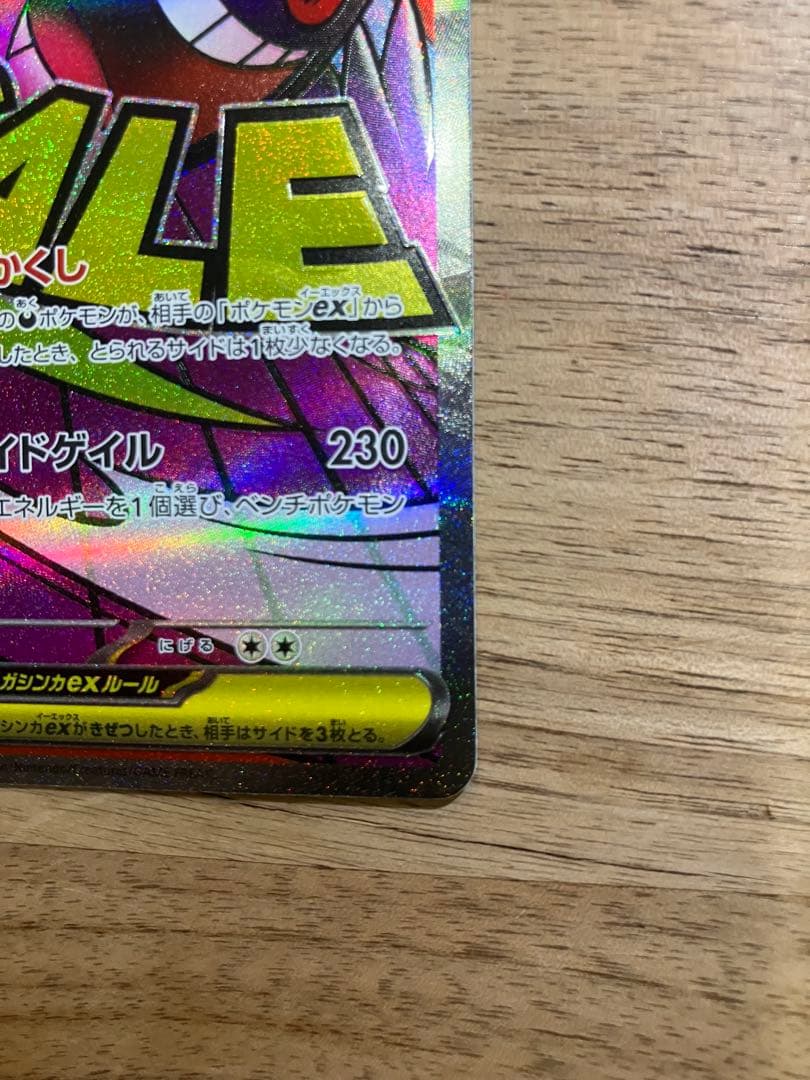 ALE
かくし
のポケモンが、相手の「ポケモンex」から
したとき、とられるサイドは1枚少なくなる。
イドゲイル 230
エネルギーを1個選び、ベンチポケモン
にげる
ガシンカexルール
シンカexがきぜつしたとき、相手はサイドを3枚とる。
Nintendo/Creatures/GAME FREAK